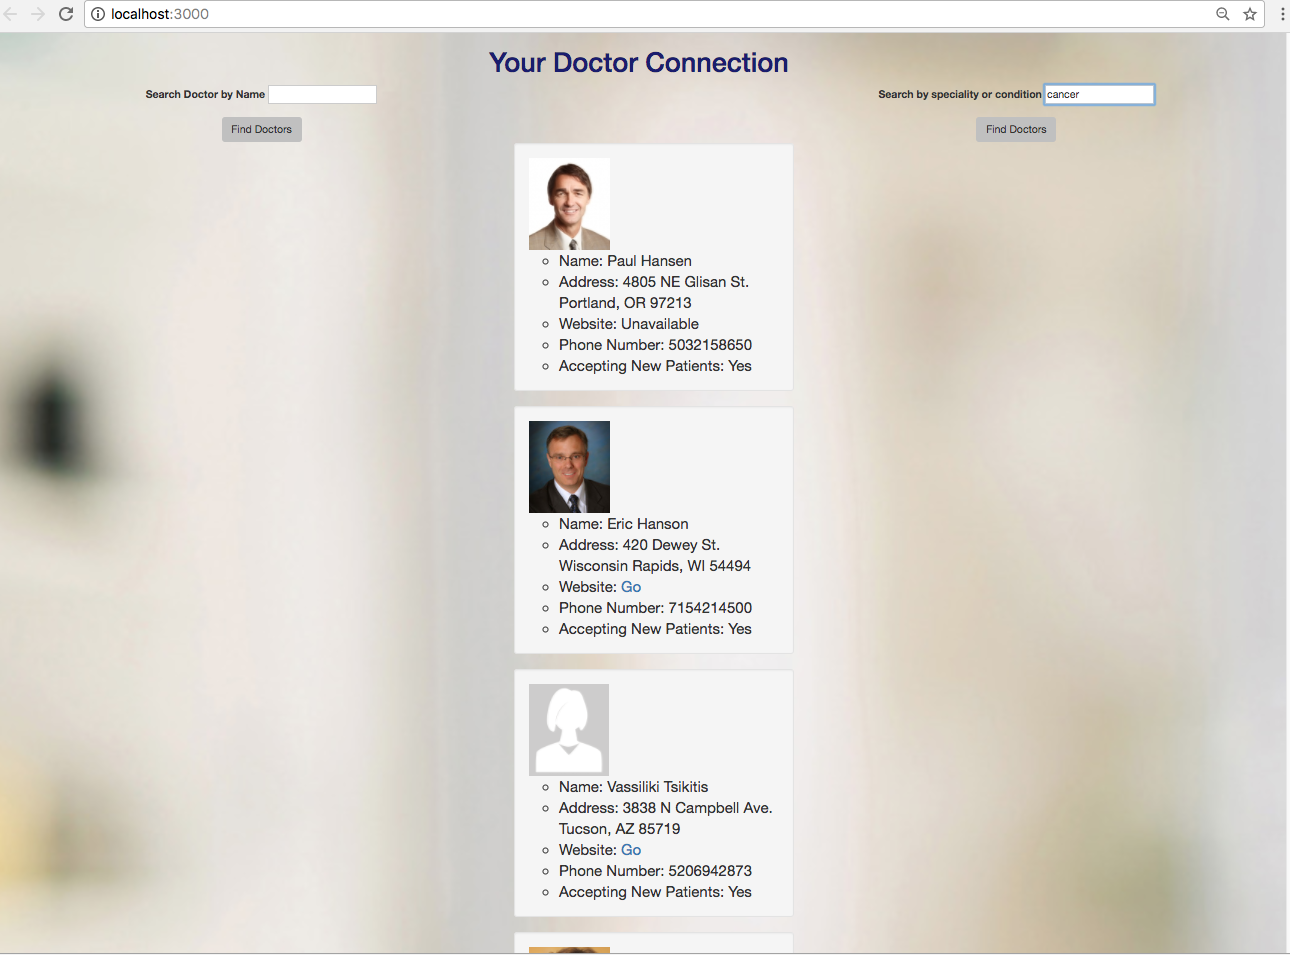 localhost:3000
Your Doctor Connection
Search Doctor by Name
Search by speciality or condition cancer
Find Doctors
Find Doctors
Name: Paul Hansen
Address: 4805 NE Glisan St.
Portland, OR 97213
Website: Unavailable
Phone Number: 5032158650
Accepting New Patients: Yes
Name: Eric Hanson
Address: 420 Dewey St.
Wisconsin Rapids, WI 54494
Website: Go
Phone Number: 7154214500
Accepting New Patients: Yes
Name: Vassiliki Tsikitis
Address: 3838 N Campbell Ave.
Tucson, AZ 85719
Website: Go
Phone Number: 5206942873
Accepting New Patients: Yes